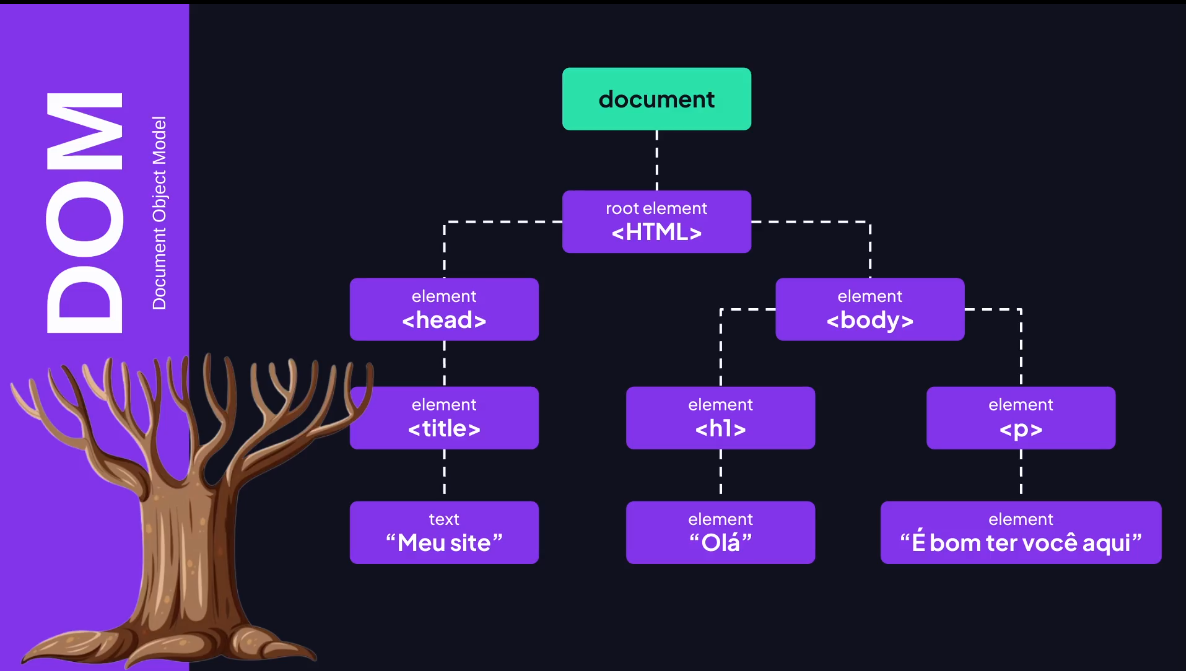 DOM
Document Object Model
document
root element
<HTML>
element
<head>
element
<body>
element
<title>
element
<h1>
element
<p>
text
“Meu site”
element
“Olá”
element
“É bom ter você aqui”